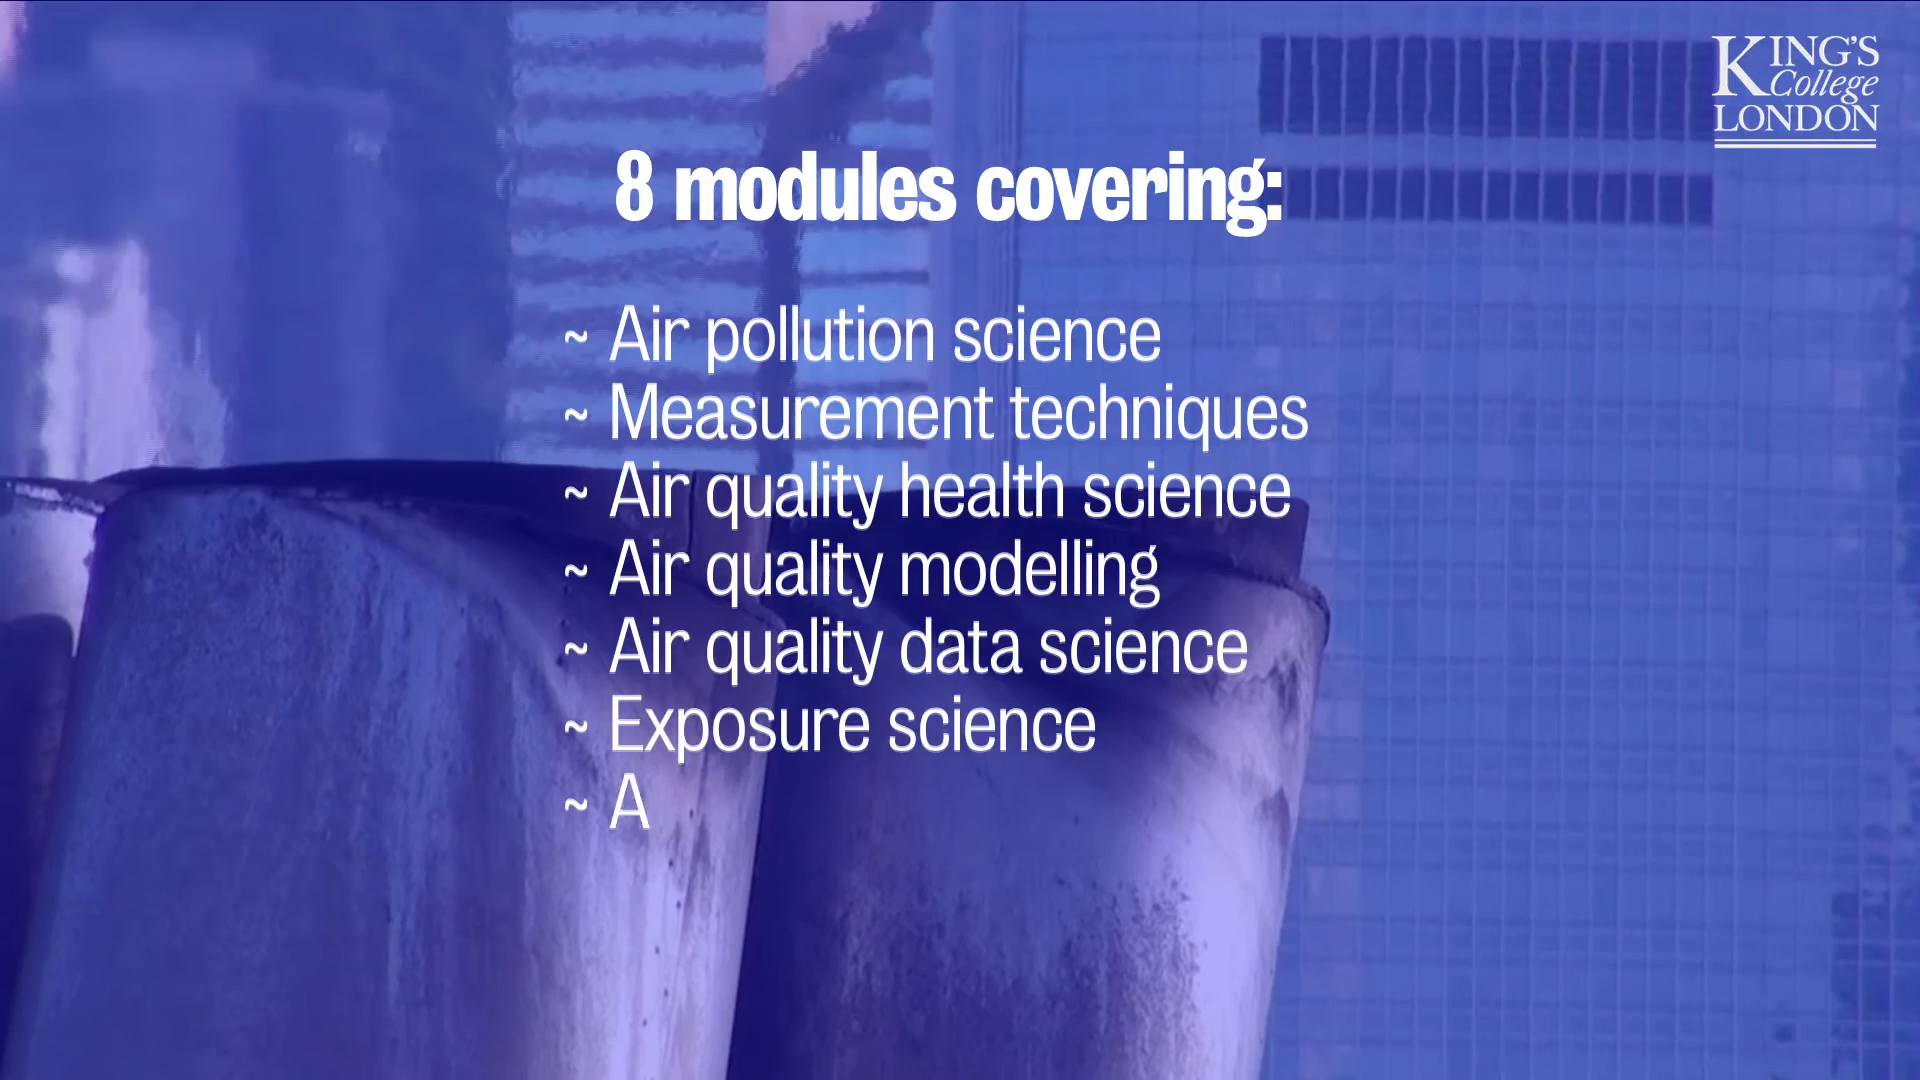 KING'S
College
LONDON
8 modules covering:
~ Air pollution science
~ Measurement techniques
~ Air quality health science
~ Air quality modelling
~ Air quality data science
~ Exposure science
~ A